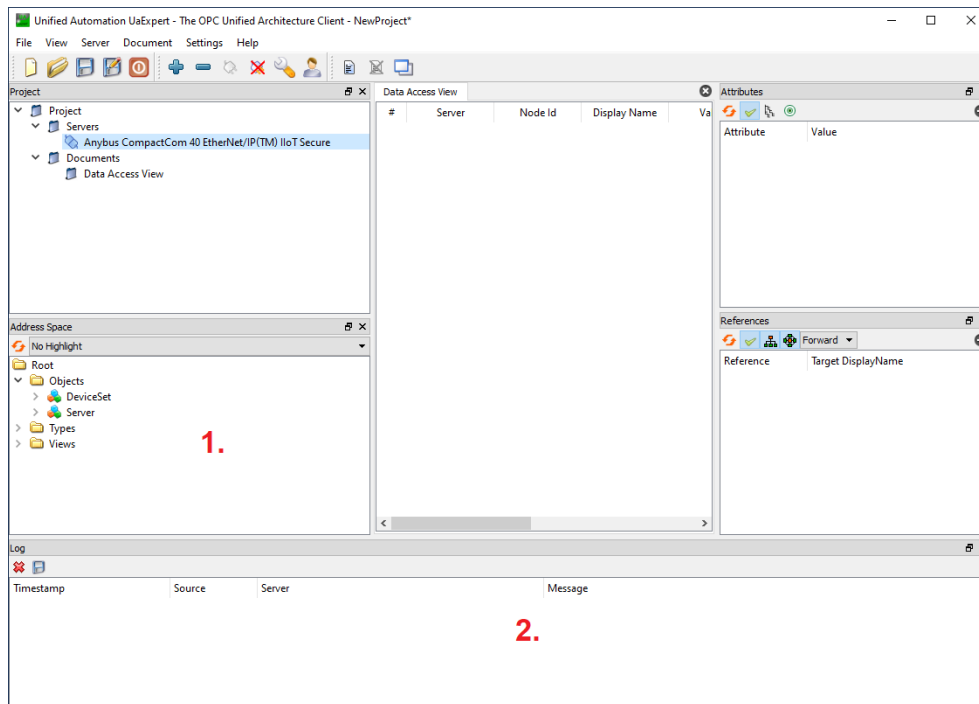 Unified Automation UaExpert - The OPC Unified Architecture Client - NewProject*
File View Server Document Settings Help
Project
Project
Servers
Anybus CompactCom 40 EtherNet/IP(TM) IIoT Secure
Documents
Data Access View
Data Access View
# Server Node Id Display Name Va
Attributes
Attribute Value
Address Space
No Highlight
Root
Objects
DeviceSet
Server
Types
Views
1.
References
Forward
Reference Target DisplayName
Log
Timestamp Source Server Message
2.